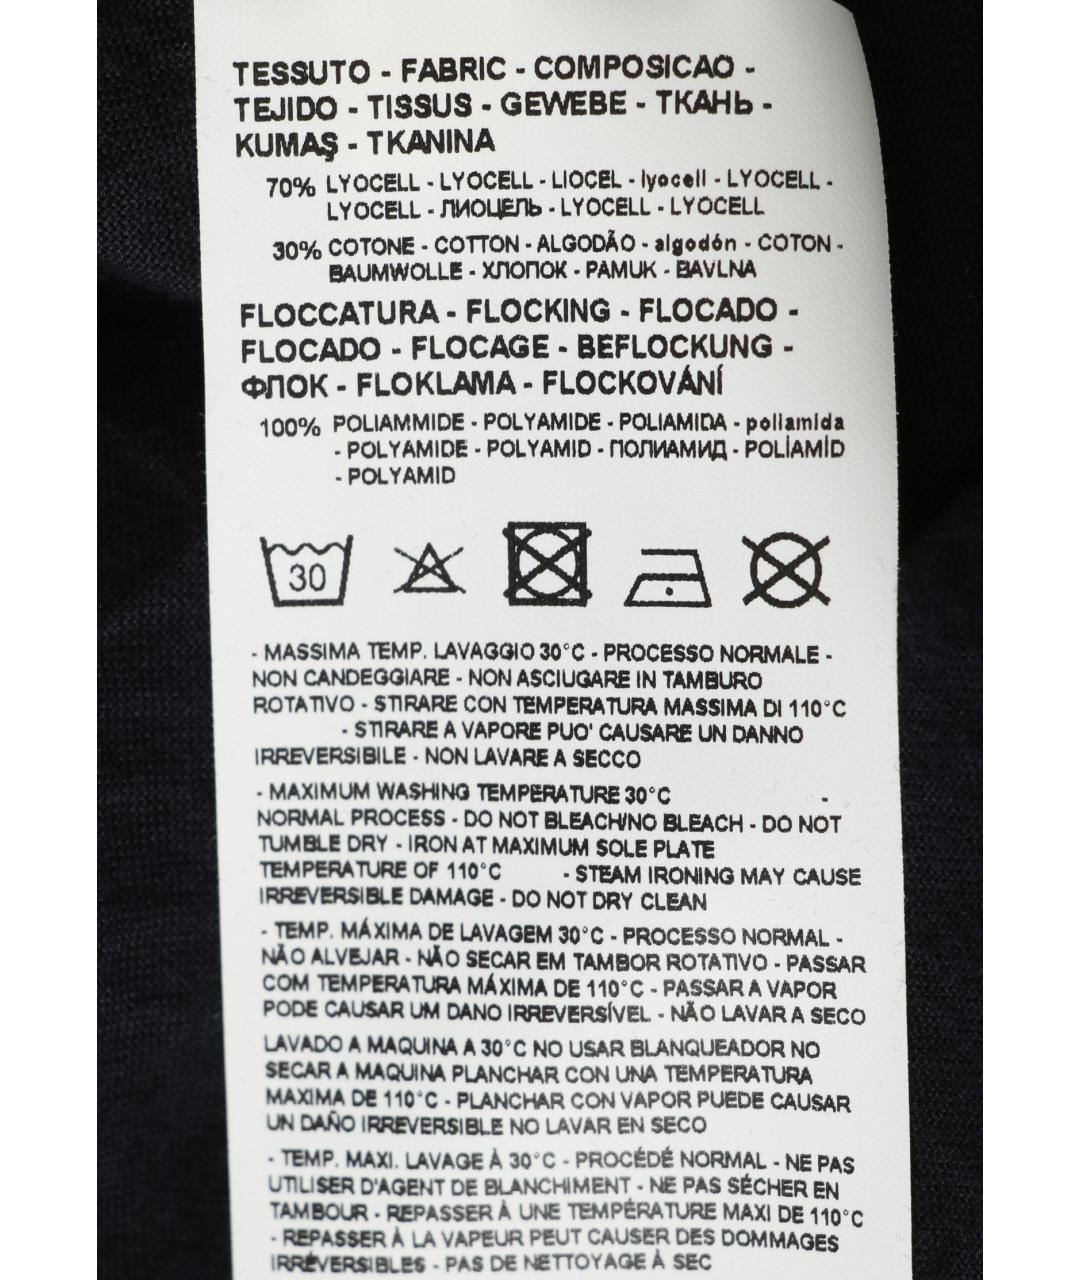 TESSUTO - FABRIC - COMPOSICAO -
TEJIDO - TISSUS - GEWEBE - ТКАНЬ -
KUMAŞ - TKANINA
70% LYOCELL - LYOCELL - LIOCEL - lyocell - LYOCELL -
LYOCELL - ЛИОЦЕЛЬ - LYOCELL - LYOCELL
30% COTONE - COTTON - ALGODÃO - algodón - COTON -
BAUMWOLLE - ХЛОПОК - PAMUK - BAVLNA
FLOCCATURA - FLOCKING - FLOCADO -
FLOCADO - FLOCAGE - BEFLOCKUNG -
ФЛОК - FLOKLAMA - FLOCKOVÁNÍ
100% POLIAMMIDE - POLYAMIDE - POLIAMIDA - poliamida
- POLYAMIDE - POLYAMID - ПОЛИАМИД - POLİAMİD
- POLYAMID
30
- MASSIMA TEMP. LAVAGGIO 30°C - PROCESSO NORMALE -
NON CANDEGGIARE - NON ASCIUGARE IN TAMBURO
ROTATIVO - STIRARE CON TEMPERATURA MASSIMA DI 110°C
- STIRARE A VAPORE PUO' CAUSARE UN DANNO
IRREVERSIBILE - NON LAVARE A SECCO
- MAXIMUM WASHING TEMPERATURE 30°C -
NORMAL PROCESS - DO NOT BLEACH/NO BLEACH - DO NOT
TUMBLE DRY - IRON AT MAXIMUM SOLE PLATE
TEMPERATURE OF 110°C - STEAM IRONING MAY CAUSE
IRREVERSIBLE DAMAGE - DO NOT DRY CLEAN
- TEMP. MÁXIMA DE LAVAGEM 30°C - PROCESSO NORMAL -
NÃO ALVEJAR - NÃO SECAR EM TAMBOR ROTATIVO - PASSAR
COM TEMPERATURA MÁXIMA DE 110°C - PASSAR A VAPOR
PODE CAUSAR UM DANO IRREVERSÍVEL - NÃO LAVAR A SECO
LAVADO A MAQUINA A 30°C NO USAR BLANQUEADOR NO
SECAR A MAQUINA PLANCHAR CON UNA TEMPERATURA
MAXIMA DE 110°C - PLANCHAR CON VAPOR PUEDE CAUSAR
UN DAÑO IRREVERSIBLE NO LAVAR EN SECO
- TEMP. MAXI. LAVAGE À 30°C - PROCÉDÉ NORMAL - NE PAS
UTILISER D'AGENT DE BLANCHIMENT - NE PAS SÉCHER EN
TAMBOUR - REPASSER À UNE TEMPÉRATURE MAXI DE 110°C
- REPASSER À LA VAPEUR PEUT CAUSER DES DOMMAGES
IRRÉVERSIBLES - PAS DE NETTOYAGE À SEC